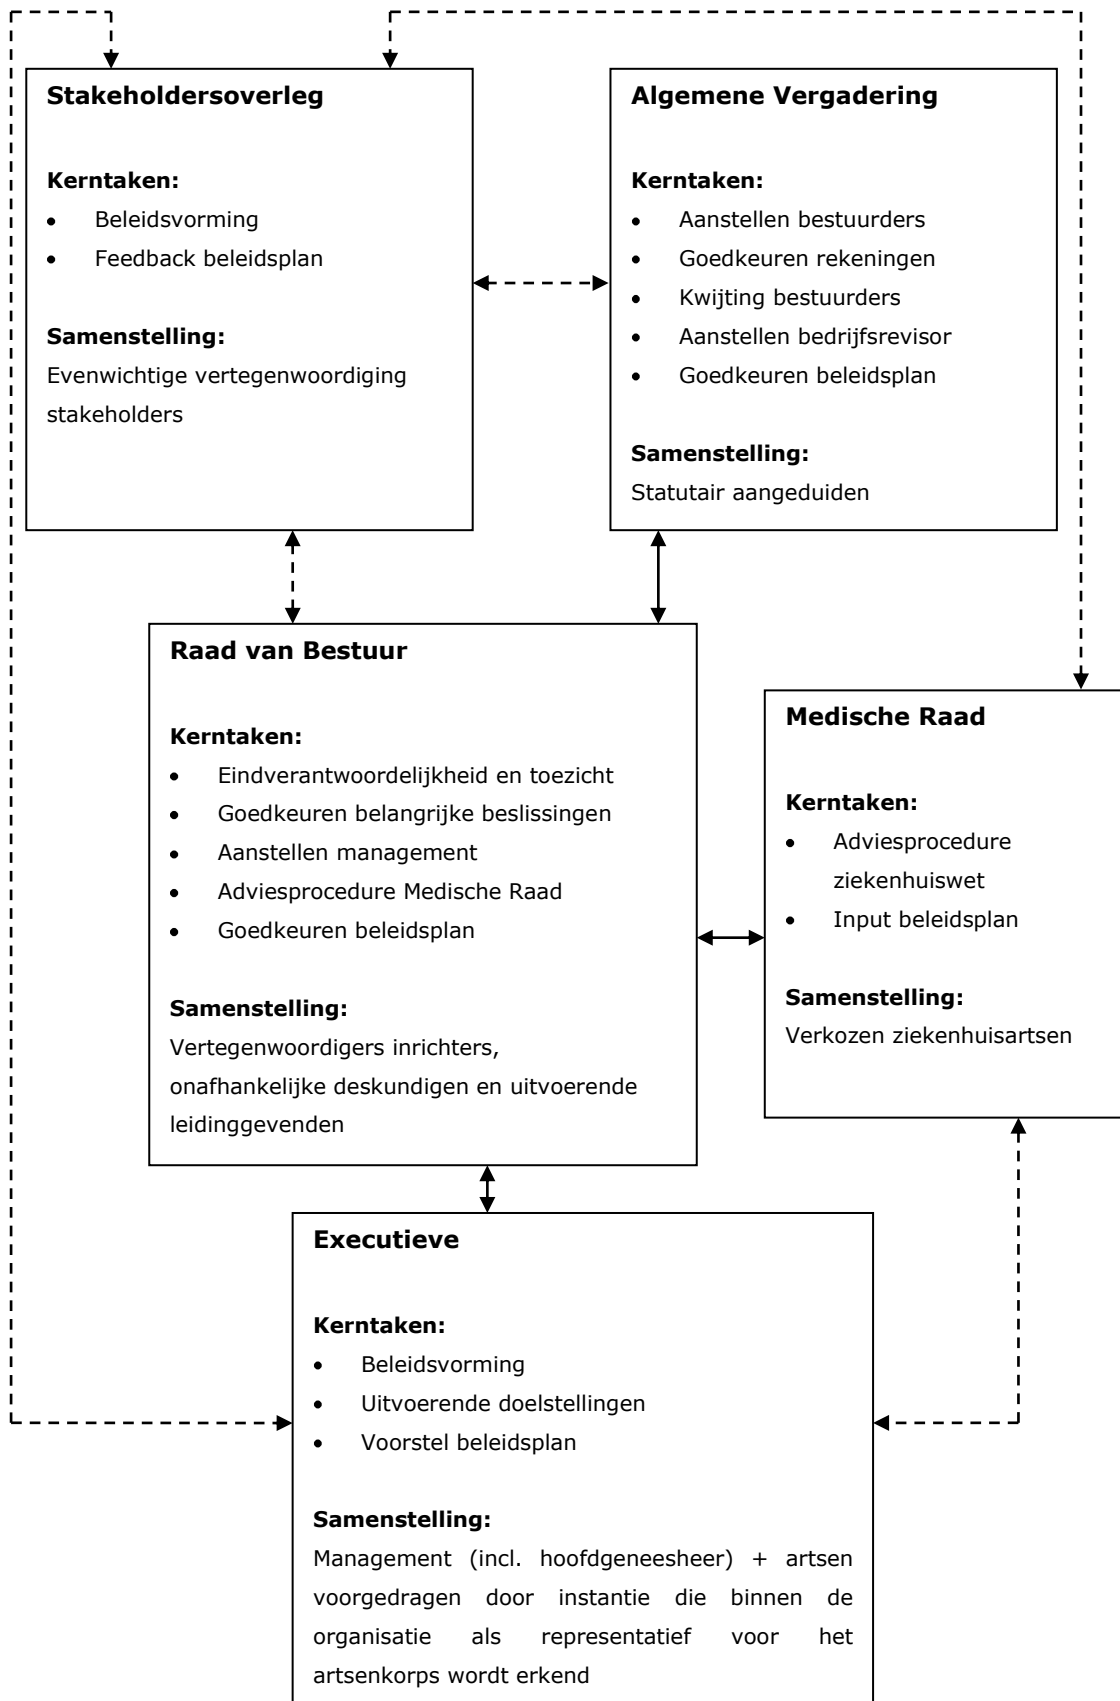 Stakeholdersoverleg
Kerntaken:
• Beleidsvorming
• Feedback beleidsplan
Samenstelling:
Evenwichtige vertegenwoordiging
stakeholders
Algemene Vergadering
Kerntaken:
• Aanstellen bestuurders
• Goedkeuren rekeningen
• Kwijting bestuurders
• Aanstellen bedrijfsrevisor
• Goedkeuren beleidsplan
Samenstelling:
Statutair aangeduiden
Raad van Bestuur
Kerntaken:
• Eindverantwoordelijkheid en toezicht
• Goedkeuren belangrijke beslissingen
• Aanstellen management
• Adviesprocedure Medische Raad
• Goedkeuren beleidsplan
Samenstelling:
Vertegenwoordigers inrichters,
onafhankelijke deskundigen en uitvoerende
leidinggevenden
Medische Raad
Kerntaken:
• Adviesprocedure
ziekenhuiswet
• Input beleidsplan
Samenstelling:
Verkozen ziekenhuisartsen
Executieve
Kerntaken:
• Beleidsvorming
• Uitvoerende doelstellingen
• Voorstel beleidsplan
Samenstelling:
Management (incl. hoofdgeneesheer) + artsen
voorgedragen door instantie die binnen de
organisatie als representatief voor het
artsenkorps wordt erkend